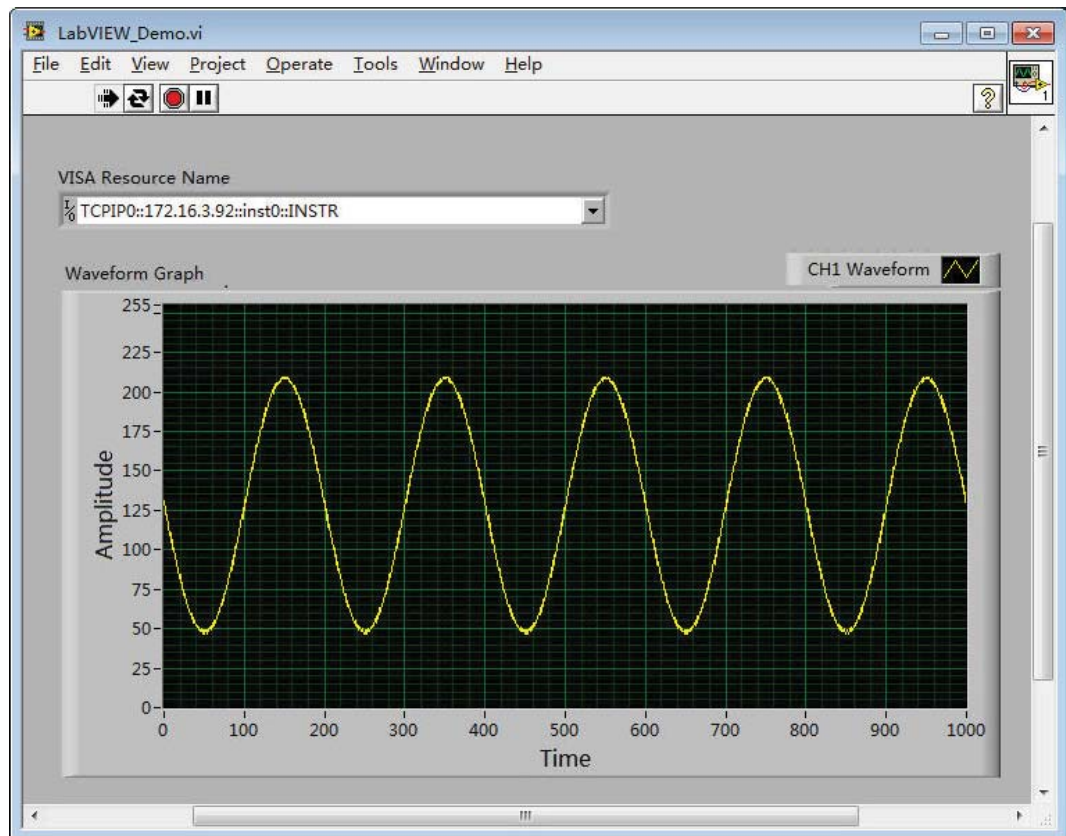 LabVIEW_Demo.vi
File Edit View Project Operate Tools Window Help
1
VISA Resource Name
I/O TCPIP0::172.16.3.92::inst0::INSTR
Waveform Graph
CH1 Waveform
255
225
200
175
150
125
100
75
50
25
0
Amplitude
0 100 200 300 400 500 600 700 800 900 1000
Time